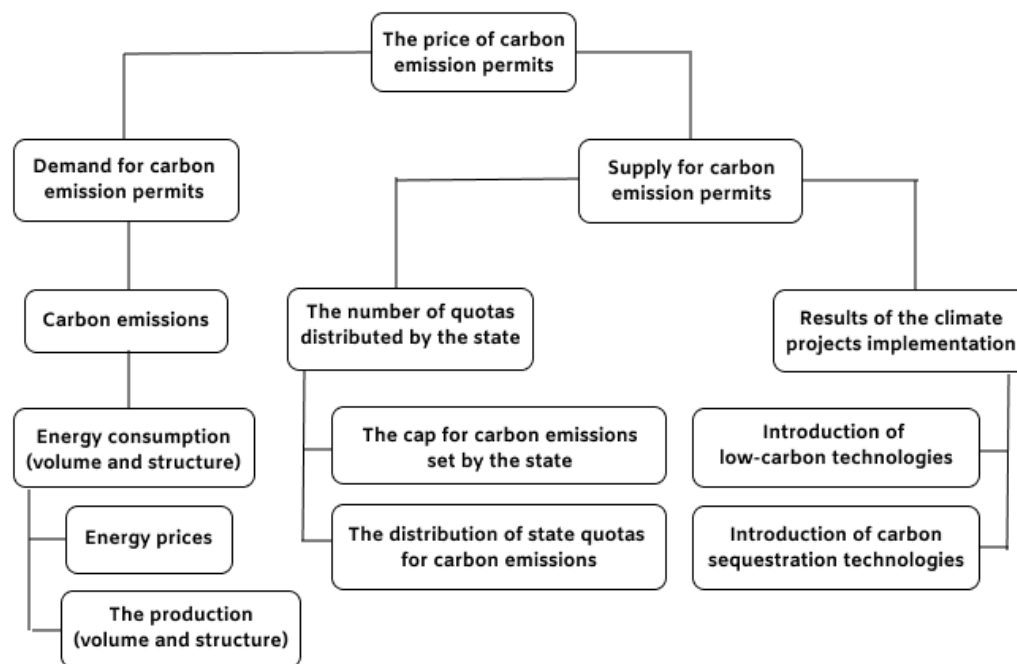 The price of carbon
emission permits
Demand for carbon
emission permits
Supply for carbon
emission permits
Carbon emissions
The number of quotas
distributed by the state
Results of the climate
projects implementation
Energy consumption
(volume and structure)
The cap for carbon emissions
set by the state
Introduction of
low-carbon technologies
Energy prices
The distribution of state quotas
for carbon emissions
Introduction of carbon
sequestration technologies
The production
(volume and structure)